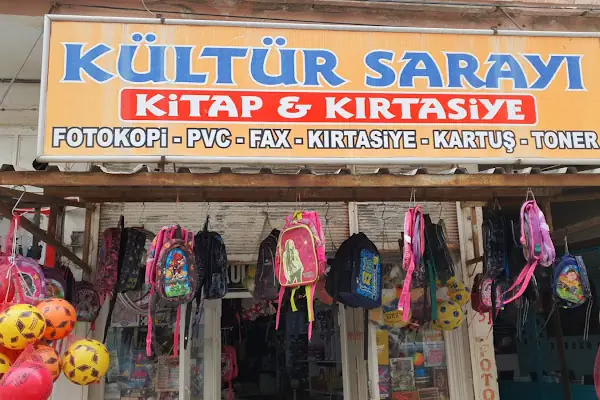 KÜLTÜR SARAYI
KiTAP & KIRTASiYE
FOTOKOPi - PVC - FAX - KIRTASiYE - KARTUŞ - TONER